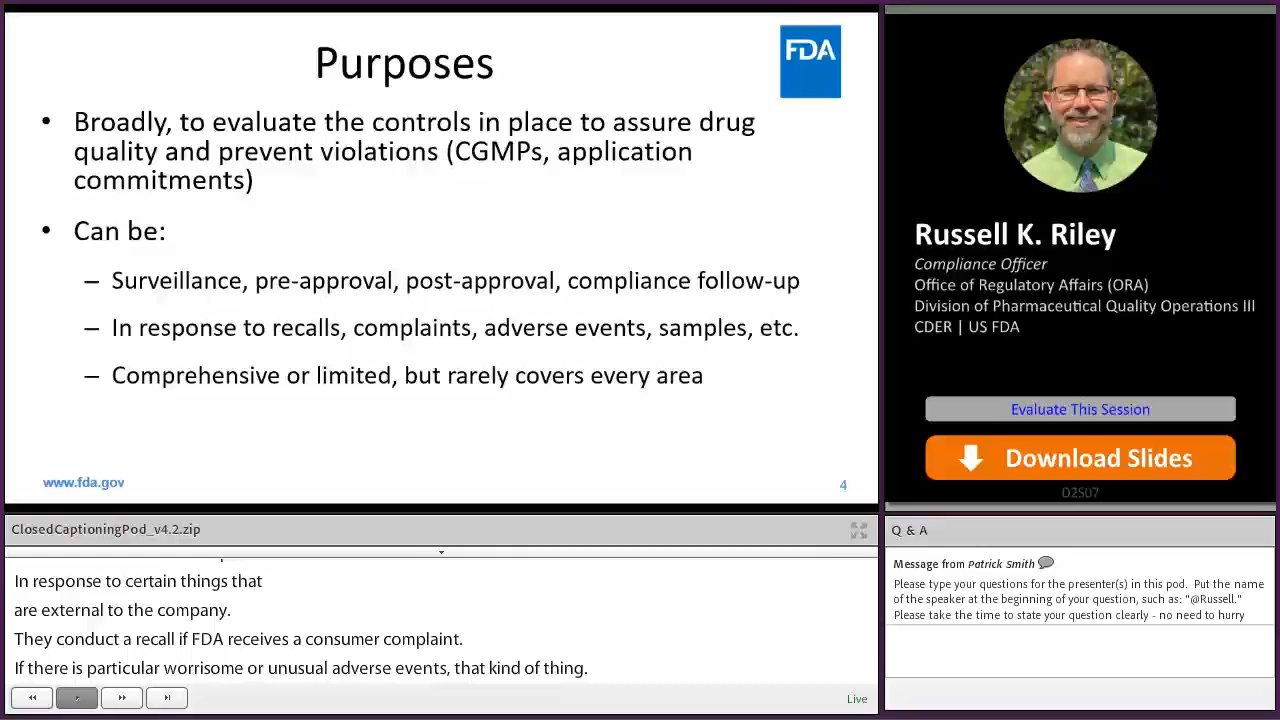 Purposes
FDA
• Broadly, to evaluate the controls in place to assure drug
quality and prevent violations (CGMPs, application
commitments)
• Can be:
– Surveillance, pre-approval, post-approval, compliance follow-up
– In response to recalls, complaints, adverse events, samples, etc.
– Comprehensive or limited, but rarely covers every area
www.fda.gov
4
Russell K. Riley
Compliance Officer
Office of Regulatory Affairs (ORA)
Division of Pharmaceutical Quality Operations III
CDER | US FDA
Evaluate This Session
Download Slides
D2S07
ClosedCaptioningPod_v4.2.zip
In response to certain things that
are external to the company.
They conduct a recall if FDA receives a consumer complaint.
If there is particular worrisome or unusual adverse events, that kind of thing.
Live
Q & A
Message from Patrick Smith
Please type your questions for the presenter(s) in this pod. Put the name
of the speaker at the beginning of your question, such as: "@Russell."
Please take the time to state your question clearly - no need to hurry